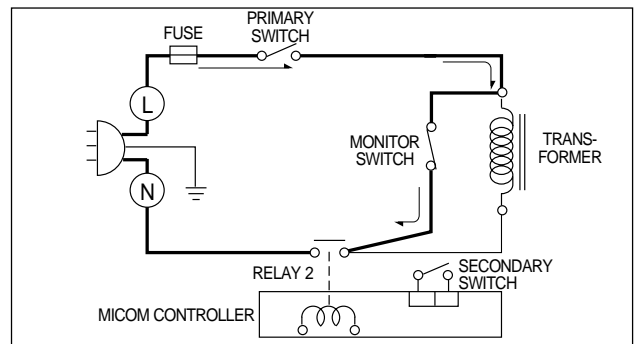 PRIMARY
SWITCH
FUSE
L
MONITOR
SWITCH
TRANS-
FORMER
N
RELAY 2
SECONDARY
SWITCH
MICOM CONTROLLER